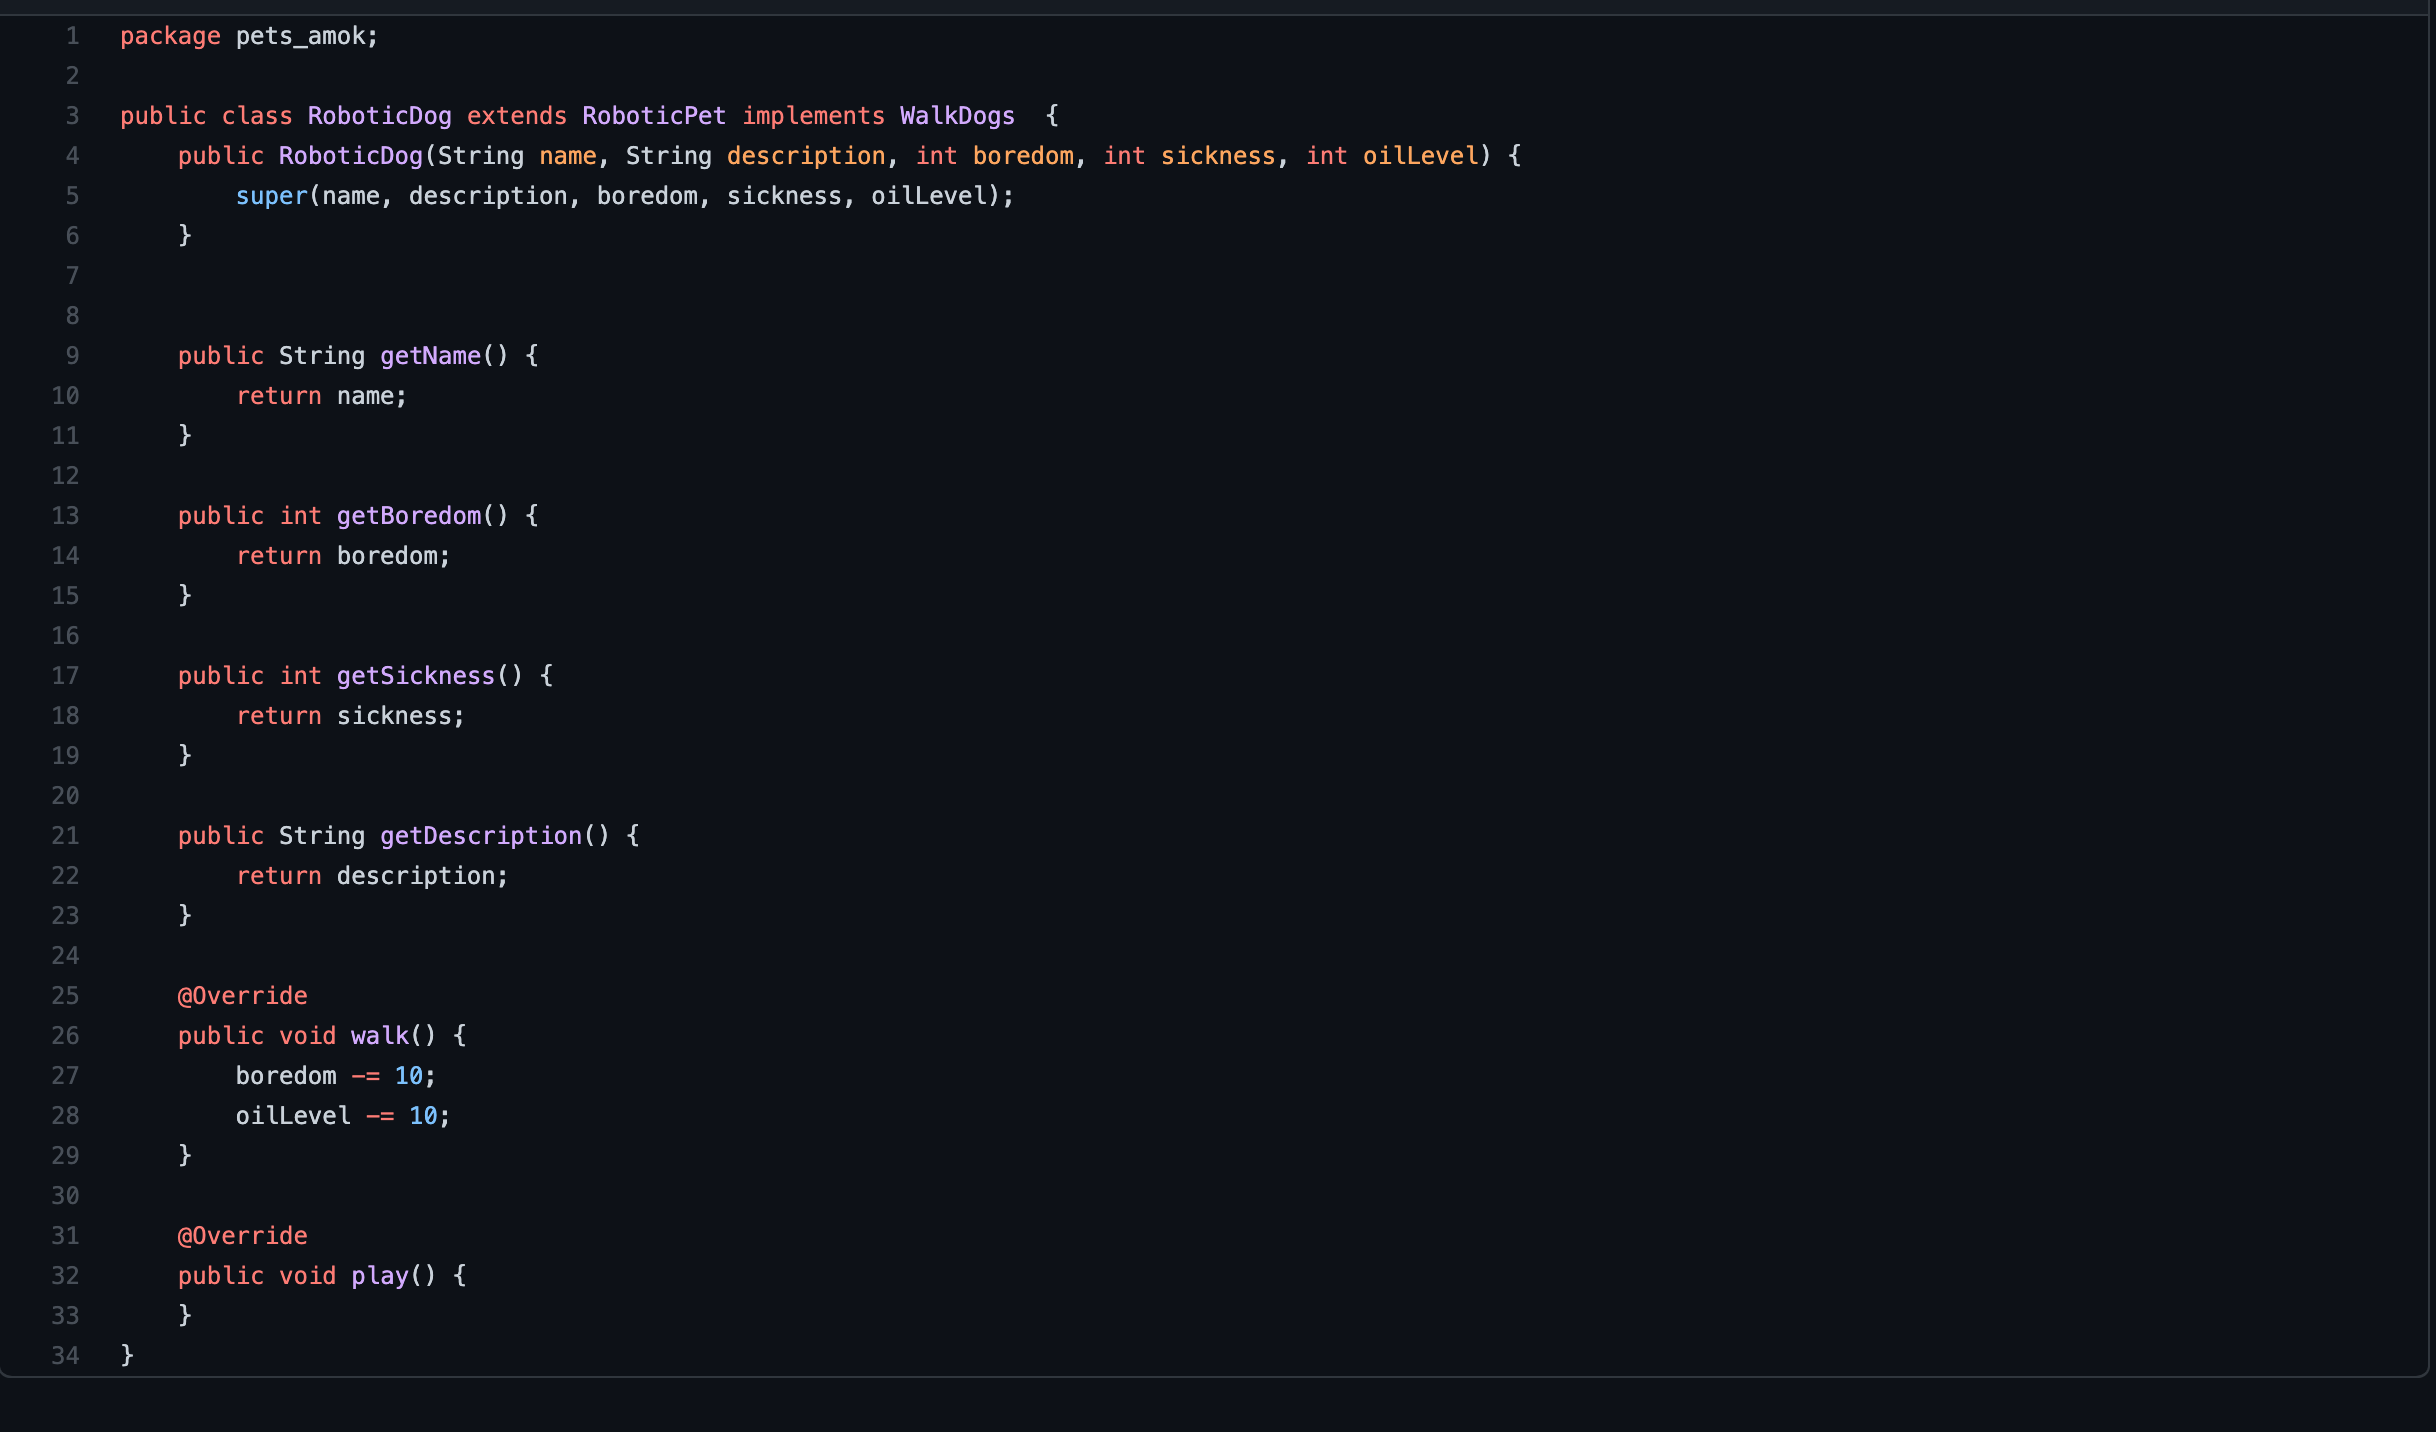 1 package pets_amok;
2
3 public class RoboticDog extends RoboticPet implements WalkDogs  {
4     public RoboticDog(String name, String description, int boredom, int sickness, int oilLevel) {
5         super(name, description, boredom, sickness, oilLevel);
6     }
7
8
9     public String getName() {
10         return name;
11     }
12
13     public int getBoredom() {
14         return boredom;
15     }
16
17     public int getSickness() {
18         return sickness;
19     }
20
21     public String getDescription() {
22         return description;
23     }
24
25     @Override
26     public void walk() {
27         boredom -= 10;
28         oilLevel -= 10;
29     }
30
31     @Override
32     public void play() {
33     }
34 }